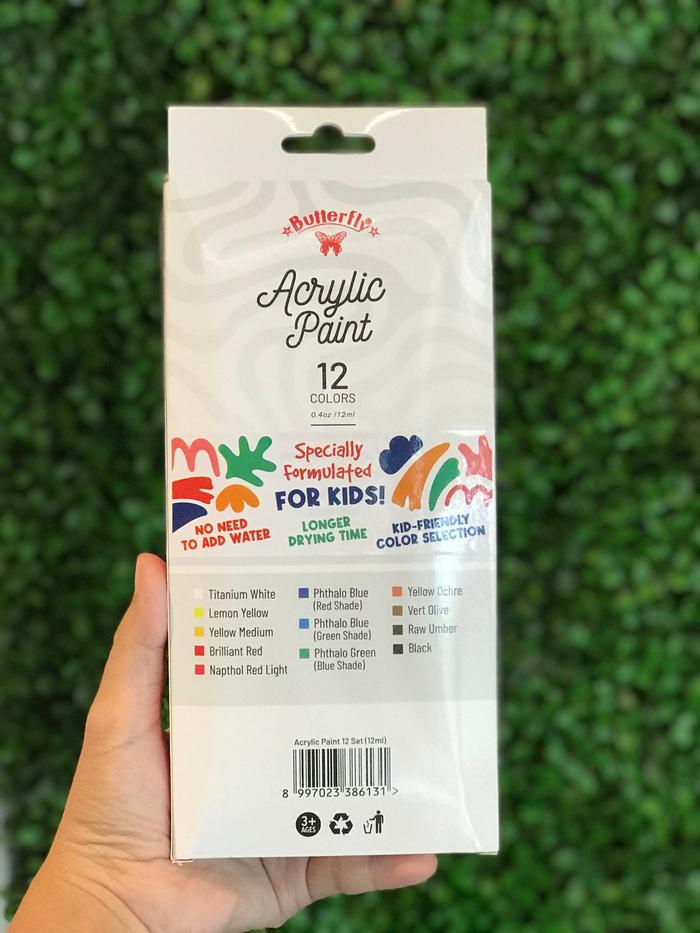 Butterfly®
Acrylic
Paint
12
COLORS
0.4oz /12ml
Specially
formulated
FOR KIDS!
NO NEED
TO ADD WATER
LONGER
DRYING TIME
KID-FRIENDLY
COLOR SELECTION
Titanium White
Lemon Yellow
Yellow Medium
Brilliant Red
Napthol Red Light
Phthalo Blue
(Red Shade)
Phthalo Blue
(Green Shade)
Phthalo Green
(Blue Shade)
Yellow Ochre
Vert Olive
Raw Umber
Black
Acrylic Paint 12 Set (12ml)
8 997023 386131 >
3+
AGES